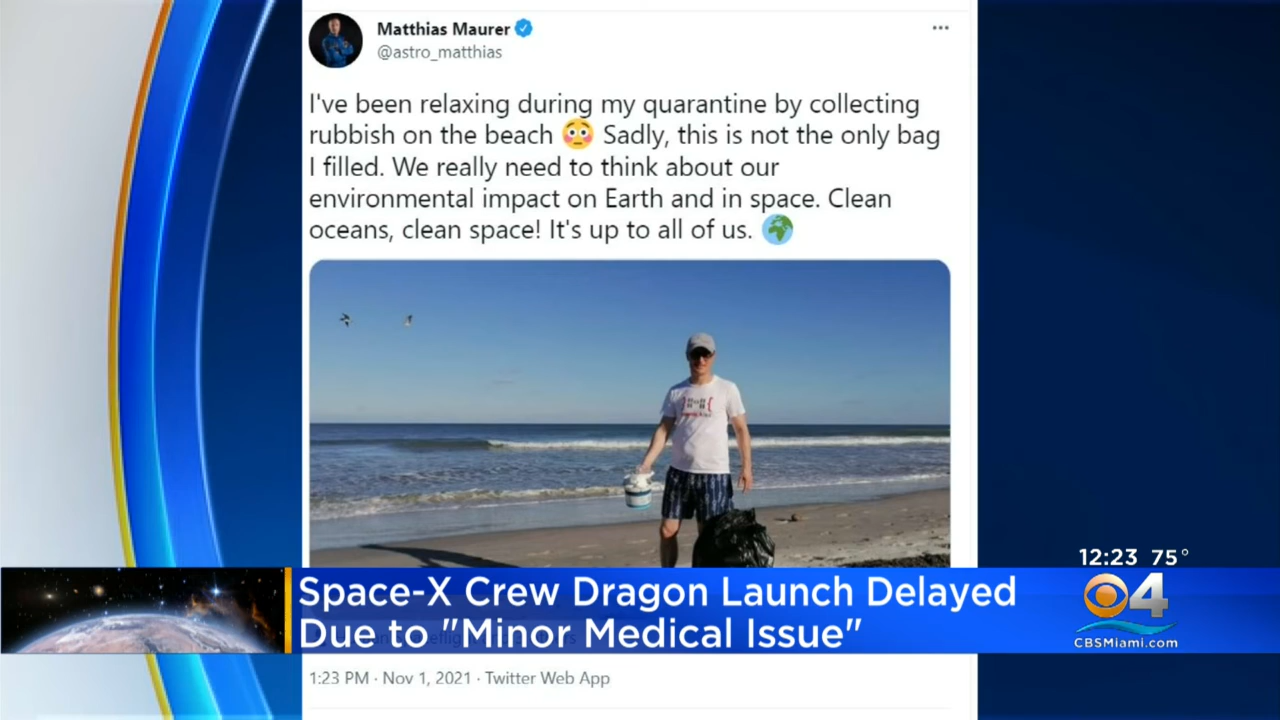 Matthias Maurer
@astro_matthias
I've been relaxing during my quarantine by collecting
rubbish on the beach 😳 Sadly, this is not the only bag
I filled. We really need to think about our
environmental impact on Earth and in space. Clean
oceans, clean space! It's up to all of us. 🌍
12:23 75°
Space-X Crew Dragon Launch Delayed
Due to "Minor Medical Issue"
4
CBSMiami.com
1:23 PM · Nov 1, 2021 · Twitter Web App